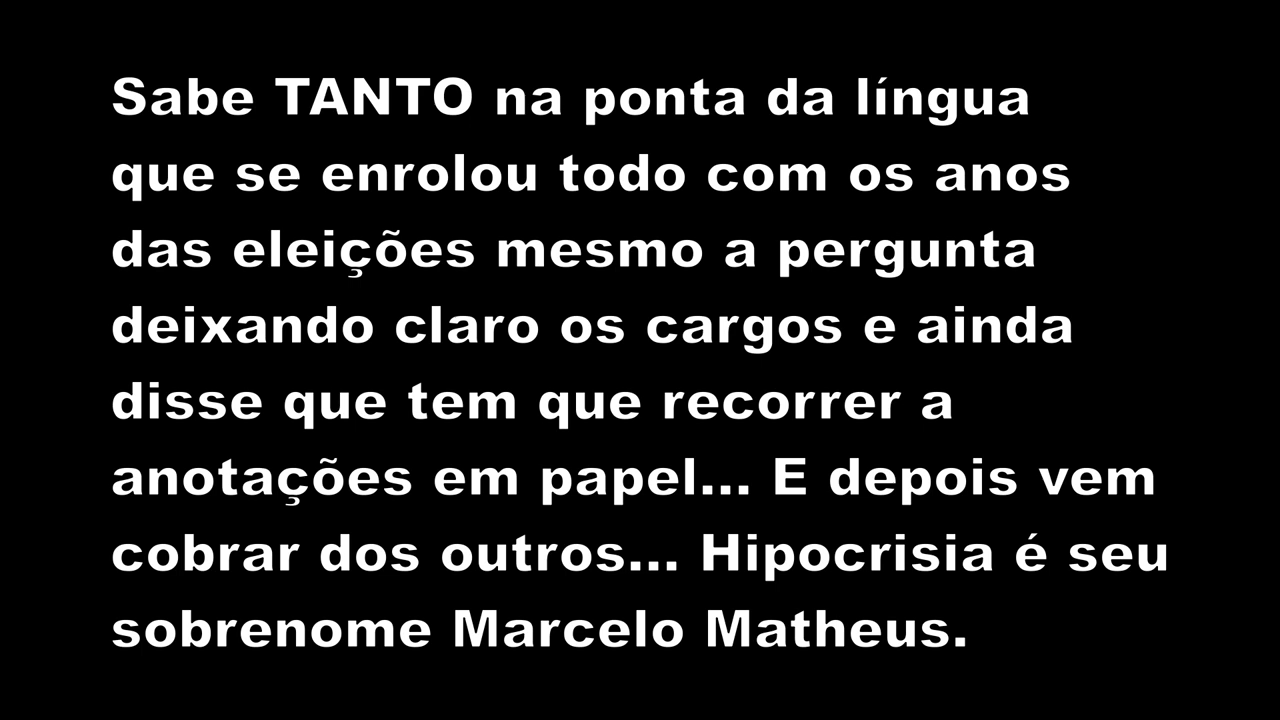 Sabe TANTO na ponta da língua
que se enrolou todo com os anos
das eleições mesmo a pergunta
deixando claro os cargos e ainda
disse que tem que recorrer a
anotações em papel... E depois vem
cobrar dos outros... Hipocrisia é seu
sobrenome Marcelo Matheus.